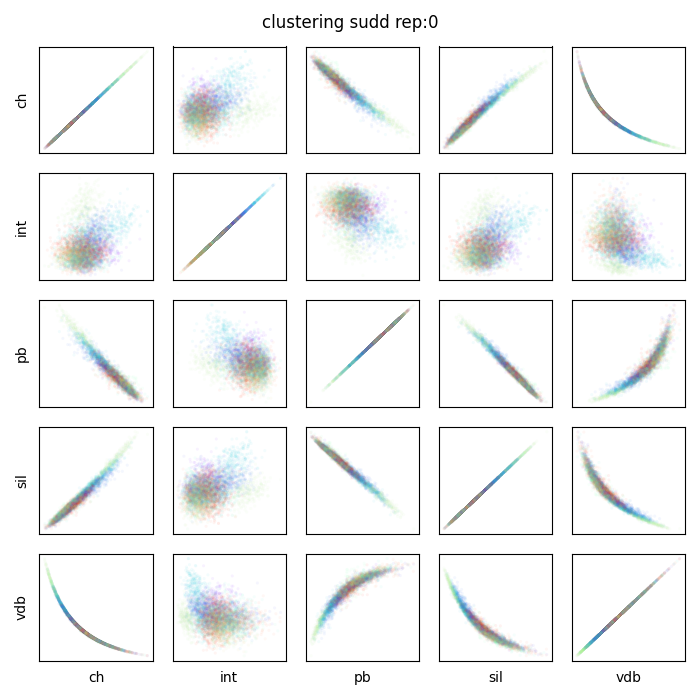 clustering sudd rep:0
ch
int
pb
sil
vdb
ch
int
pb
sil
vdb